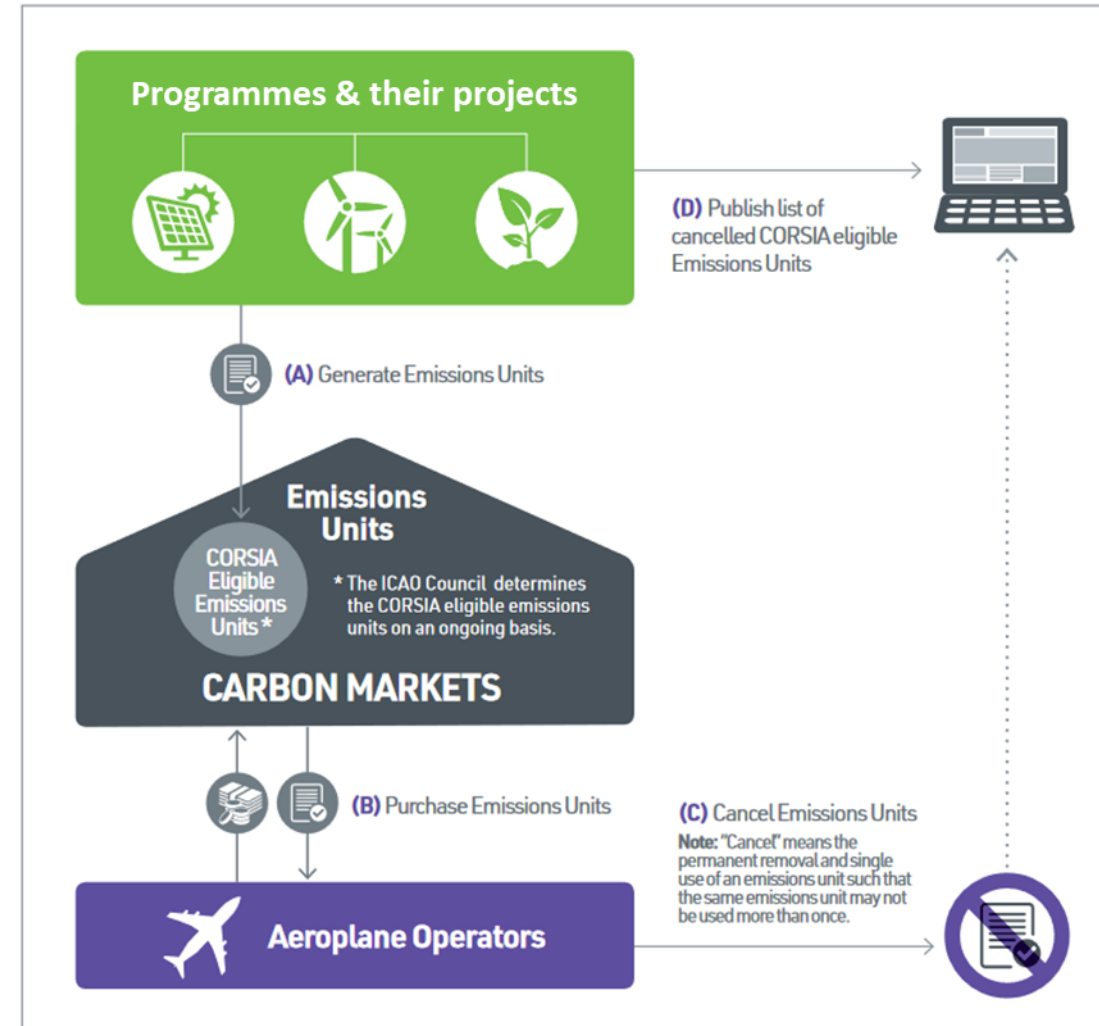 Programmes & their projects
(D) Publish list of
cancelled CORSIA eligible
Emissions Units
(A) Generate Emissions Units
Emissions
Units
CORSIA
Eligible
Emissions
Units *
* The ICAO Council determines
the CORSIA eligible emissions
units on an ongoing basis.
CARBON MARKETS
(B) Purchase Emissions Units
(C) Cancel Emissions Units
Note: "Cancel" means the
permanent removal and single
use of an emissions unit such that
the same emissions unit may not
be used more than once.
Aeroplane Operators